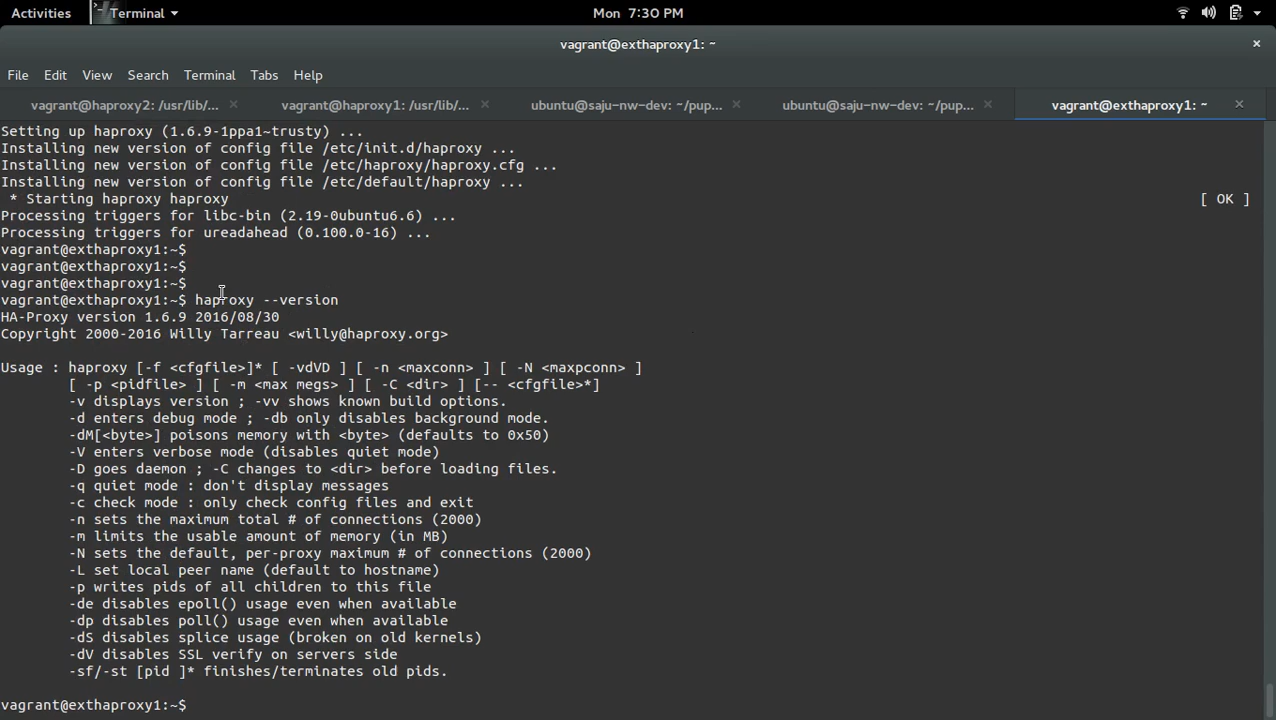 Activities Terminal Mon 7:30 PM
vagrant@exthaproxy1: ~
File Edit View Search Terminal Tabs Help
vagrant@haproxy2: /usr/lib/... vagrant@haproxy1: /usr/lib/... ubuntu@saju-nw-dev: ~/pup... ubuntu@saju-nw-dev: ~/pup... vagrant@exthaproxy1: ~
Setting up haproxy (1.6.9-1ppa1~trusty) ...
Installing new version of config file /etc/init.d/haproxy ...
Installing new version of config file /etc/haproxy/haproxy.cfg ...
Installing new version of config file /etc/default/haproxy ...
 * Starting haproxy haproxy [ OK ]
Processing triggers for libc-bin (2.19-0ubuntu6.6) ...
Processing triggers for ureadahead (0.100.0-16) ...
vagrant@exthaproxy1:~$
vagrant@exthaproxy1:~$
vagrant@exthaproxy1:~$
vagrant@exthaproxy1:~$ haproxy --version
HA-Proxy version 1.6.9 2016/08/30
Copyright 2000-2016 Willy Tarreau <willy@haproxy.org>

Usage : haproxy [-f <cfgfile>]* [ -vdVD ] [ -n <maxconn> ] [ -N <maxpconn> ]
        [ -p <pidfile> ] [ -m <max megs> ] [ -C <dir> ] [-- <cfgfile>*]
        -v displays version ; -vv shows known build options.
        -d enters debug mode ; -db only disables background mode.
        -dM[<byte>] poisons memory with <byte> (defaults to 0x50)
        -V enters verbose mode (disables quiet mode)
        -D goes daemon ; -C changes to <dir> before loading files.
        -q quiet mode : don't display messages
        -c check mode : only check config files and exit
        -n sets the maximum total # of connections (2000)
        -m limits the usable amount of memory (in MB)
        -N sets the default, per-proxy maximum # of connections (2000)
        -L set local peer name (default to hostname)
        -p writes pids of all children to this file
        -de disables epoll() usage even when available
        -dp disables poll() usage even when available
        -dS disables splice usage (broken on old kernels)
        -dV disables SSL verify on servers side
        -sf/-st [pid ]* finishes/terminates old pids.

vagrant@exthaproxy1:~$